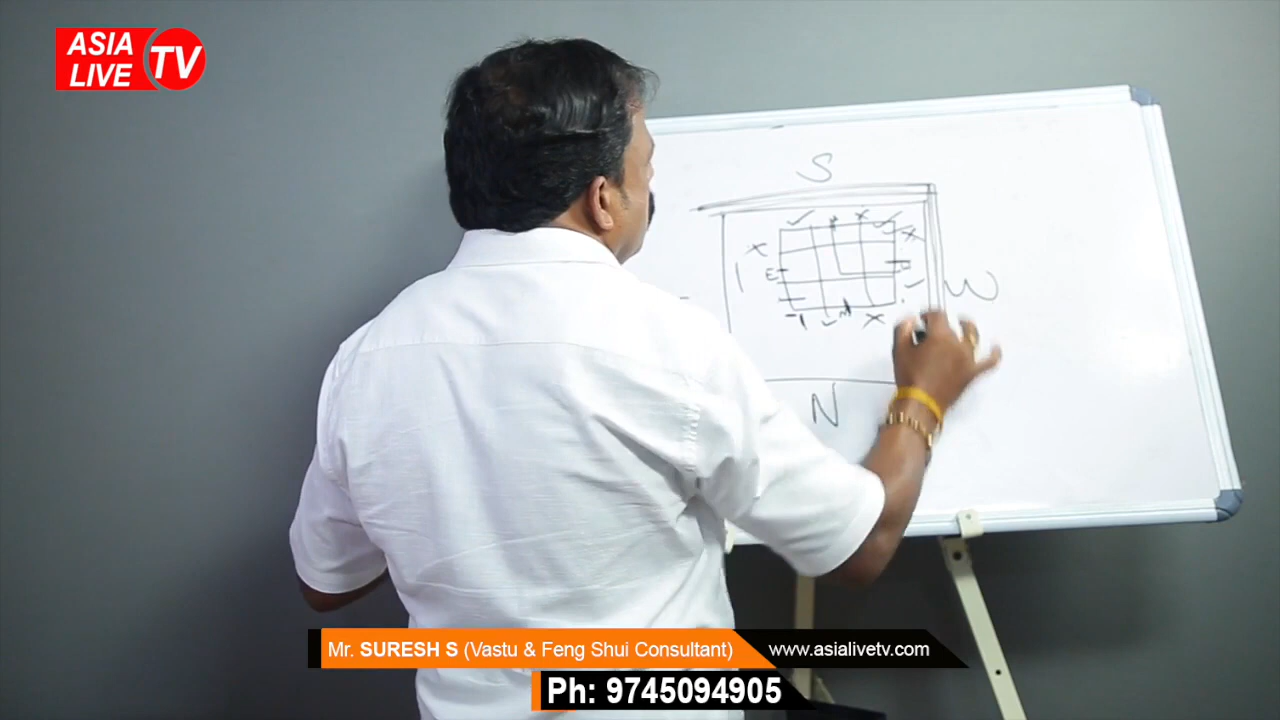 ASIA
LIVE
TV
S
W
N
Mr. SURESH S (Vastu & Feng Shui Consultant)
www.asialivetv.com
Ph: 9745094905